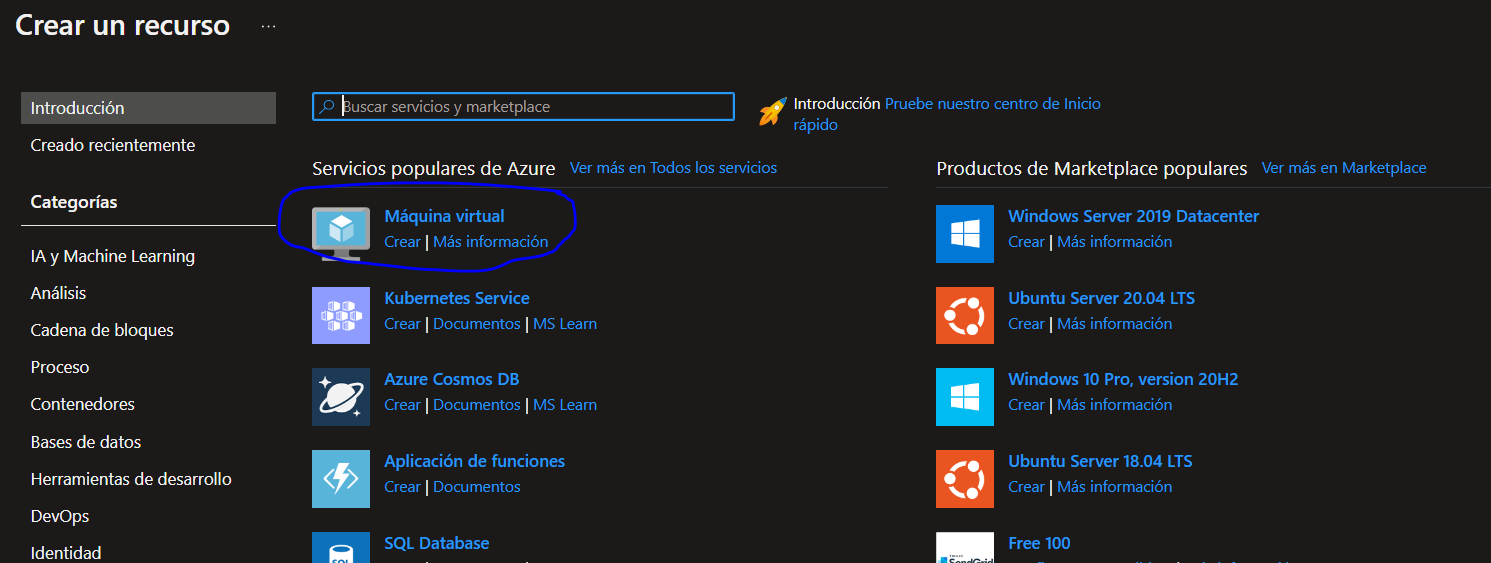 Crear un recurso ...
Introducción
Creado recientemente
Categorías
IA y Machine Learning
Análisis
Cadena de bloques
Proceso
Contenedores
Bases de datos
Herramientas de desarrollo
DevOps
Identidad
Buscar servicios y marketplace
Introducción Pruebe nuestro centro de Inicio
rápido
Servicios populares de Azure Ver más en Todos los servicios
Máquina virtual
Crear | Más información
Kubernetes Service
Crear | Documentos | MS Learn
Azure Cosmos DB
Crear | Documentos | MS Learn
Aplicación de funciones
Crear | Documentos
SQL Database
SQL
Productos de Marketplace populares Ver más en Marketplace
Windows Server 2019 Datacenter
Crear | Más información
Ubuntu Server 20.04 LTS
Crear | Más información
Windows 10 Pro, version 20H2
Crear | Más información
Ubuntu Server 18.04 LTS
Crear | Más información
Free 100
SendGrid